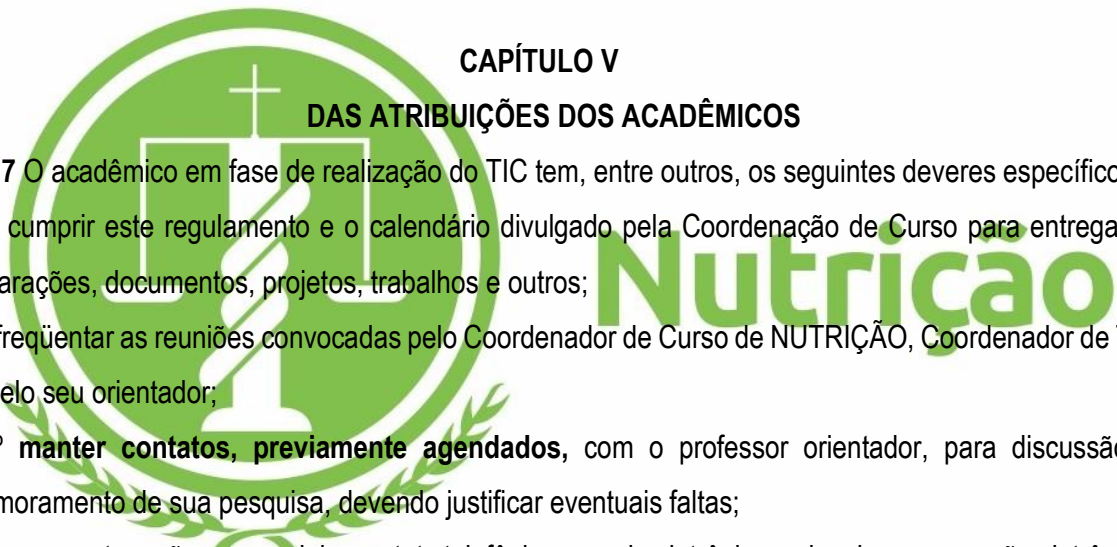 CAPÍTULO V
DAS ATRIBUIÇÕES DOS ACADÊMICOS
7 O acadêmico em fase de realização do TIC tem, entre outros, os seguintes deveres específico
cumprir este regulamento e o calendário divulgado pela Coordenação de Curso para entrega
arações, documentos, projetos, trabalhos e outros;
Nutrição
freqüentar as reuniões convocadas pelo Coordenador de Curso de NUTRIÇÃO, Coordenador de
elo seu orientador;
° manter contatos, previamente agendados, com o professor orientador, para discussão
moramento de sua pesquisa, devendo justificar eventuais faltas;